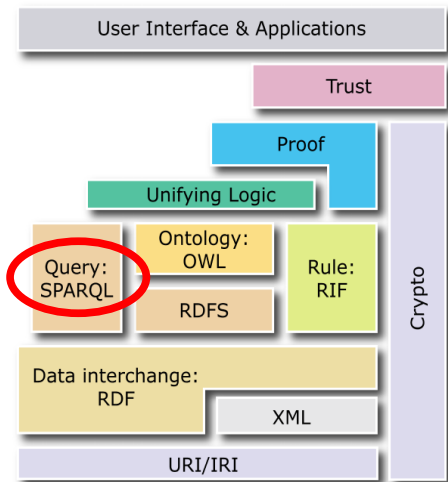 User Interface & Applications
Trust
Proof
Unifying Logic
Query:
SPARQL
Ontology:
OWL
RDFS
Rule:
RIF
Crypto
Data interchange:
RDF
XML
URI/IRI